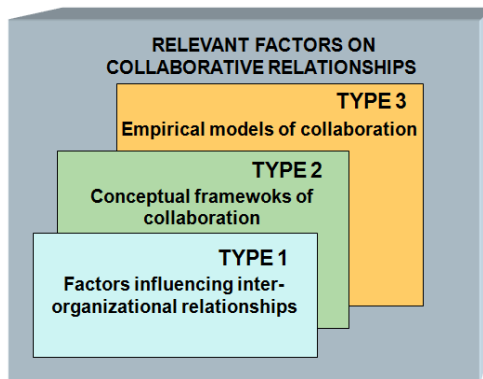 RELEVANT FACTORS ON
COLLABORATIVE RELATIONSHIPS
TYPE 3
Empirical models of collaboration
TYPE 2
Conceptual framewoks of
collaboration
TYPE 1
Factors influencing inter-
organizational relationships